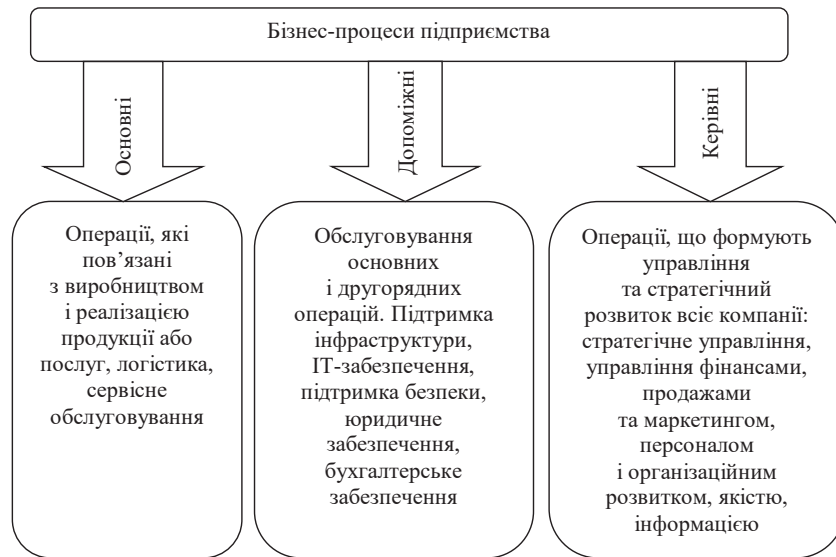 Бізнес-процеси підприємства
Основні
Допоміжні
Керівні
Операції, які
пов’язані
з виробництвом
і реалізацією
продукції або
послуг, логістика,
сервісне
обслуговування
Обслуговування
основних
і другорядних
операцій. Підтримка
інфраструктури,
ІТ-забезпечення,
підтримка безпеки,
юридичне
забезпечення,
бухгалтерське
забезпечення
Операції, що формують
управління
та стратегічний
розвиток всіє компанії:
стратегічне управління,
управління фінансами,
продажами
та маркетингом,
персоналом
і організаційним
розвитком, якістю,
інформацією